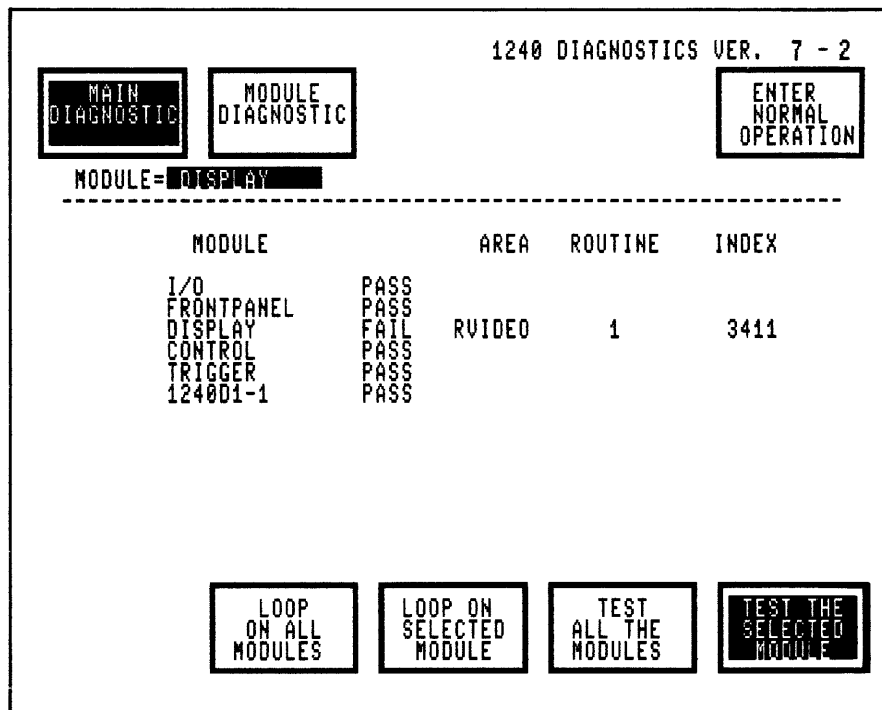 1240 DIAGNOSTICS VER. 7 - 2
MAIN
DIAGNOSTIC
MODULE
DIAGNOSTIC
ENTER
NORMAL
OPERATION
MODULE= DISPLAY
MODULE AREA ROUTINE INDEX
I/O PASS
FRONTPANEL PASS
DISPLAY FAIL RVIDEO 1 3411
CONTROL PASS
TRIGGER PASS
1240D1-1 PASS
LOOP
ON ALL
MODULES
LOOP ON
SELECTED
MODULE
TEST
ALL THE
MODULES
TEST THE
SELECTED
MODULE